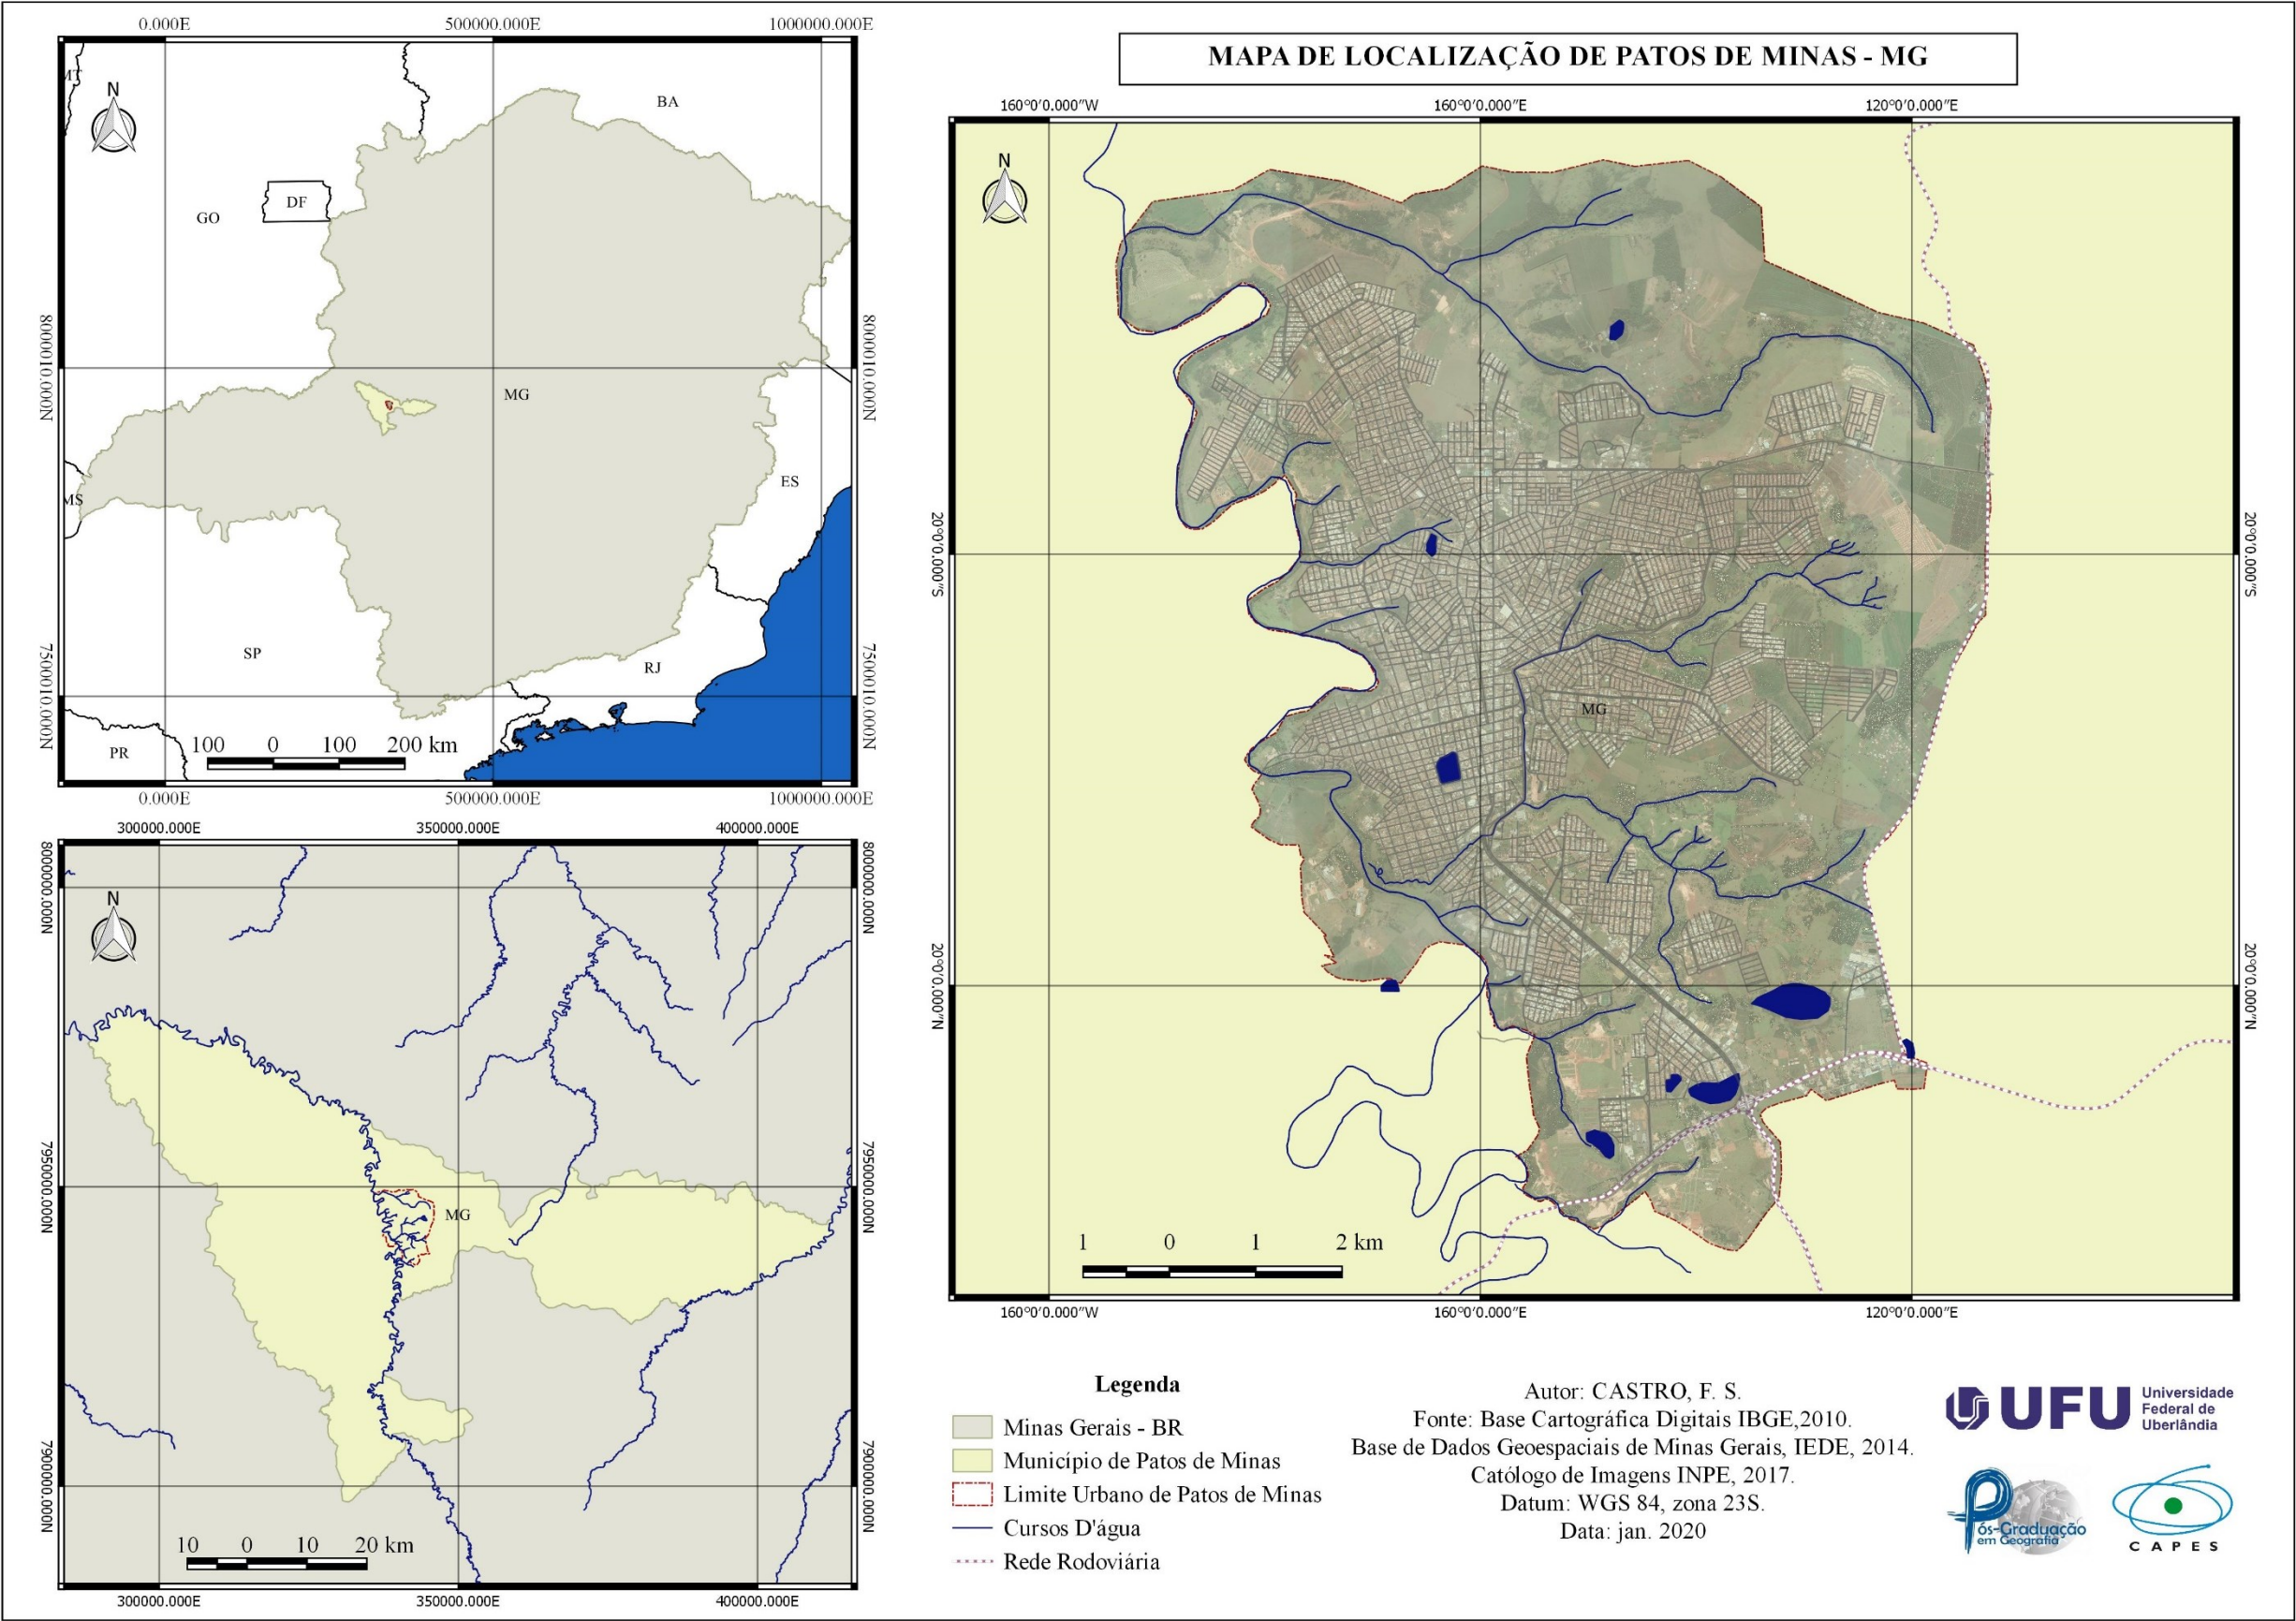 MAPA DE LOCALIZAÇÃO DE PATOS DE MINAS - MG
0.000E 500000.000E 1000000.000E
N
MT
BA
GO
DF
MG
ES
MS
SP
RJ
PR
8000010.000N 8000010.000N
7500010.000N 7500010.000N
100 0 100 200 km
0.000E 500000.000E 1000000.000E
300000.000E 350000.000E 400000.000E
N
8000000.000N 8000000.000N
7950000.000N 7950000.000N
7900000.000N 7900000.000N
MG
10 0 10 20 km
300000.000E 350000.000E 400000.000E
160°0′0.000″W 160°0′0.000″E 120°0′0.000″E
N
20°0′0.000″S 20°0′0.000″S
MG
20°0′0.000″N 20°0′0.000″N
1 0 1 2 km
160°0′0.000″W 160°0′0.000″E 120°0′0.000″E
Legenda
Minas Gerais - BR
Município de Patos de Minas
Limite Urbano de Patos de Minas
Cursos D'água
Rede Rodoviária
Autor: CASTRO, F. S.
Fonte: Base Cartográfica Digitais IBGE,2010.
Base de Dados Geoespaciais de Minas Gerais, IEDE, 2014.
Católogo de Imagens INPE, 2017.
Datum: WGS 84, zona 23S.
Data: jan. 2020
UFU
Universidade
Federal de
Uberlândia
Pós-Graduação
em Geografia
CAPES